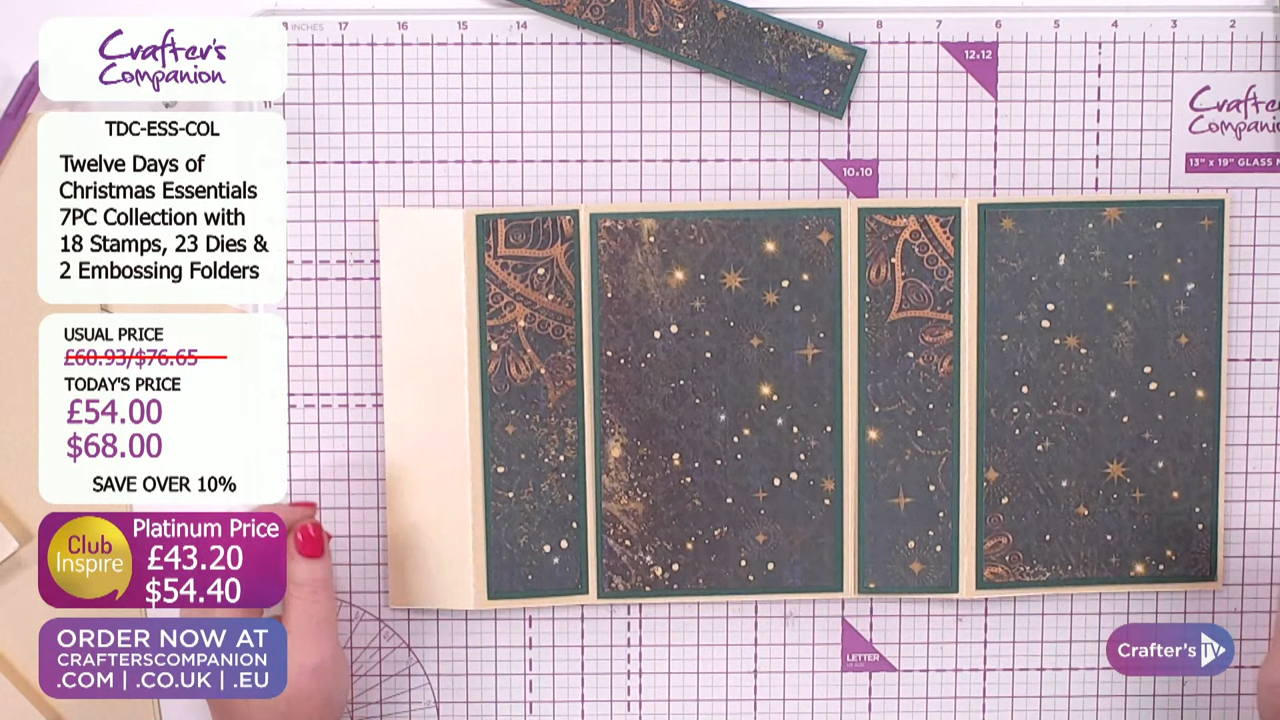 Crafter's
Companion
TDC-ESS-COL
Twelve Days of
Christmas Essentials
7PC Collection with
18 Stamps, 23 Dies &
2 Embossing Folders
USUAL PRICE
£60.93/$76.65
TODAY'S PRICE
£54.00
$68.00
SAVE OVER 10%
Club
Inspire
Platinum Price
£43.20
$54.40
ORDER NOW AT
CRAFTERSCOMPANION
.COM | .CO.UK | .EU
INCHES 17 16 15 14 9 8 7 6 5 4 3 2
11
12x12
10x10
Crafter's
13" x 19" GLASS
LETTER
Crafter's TV